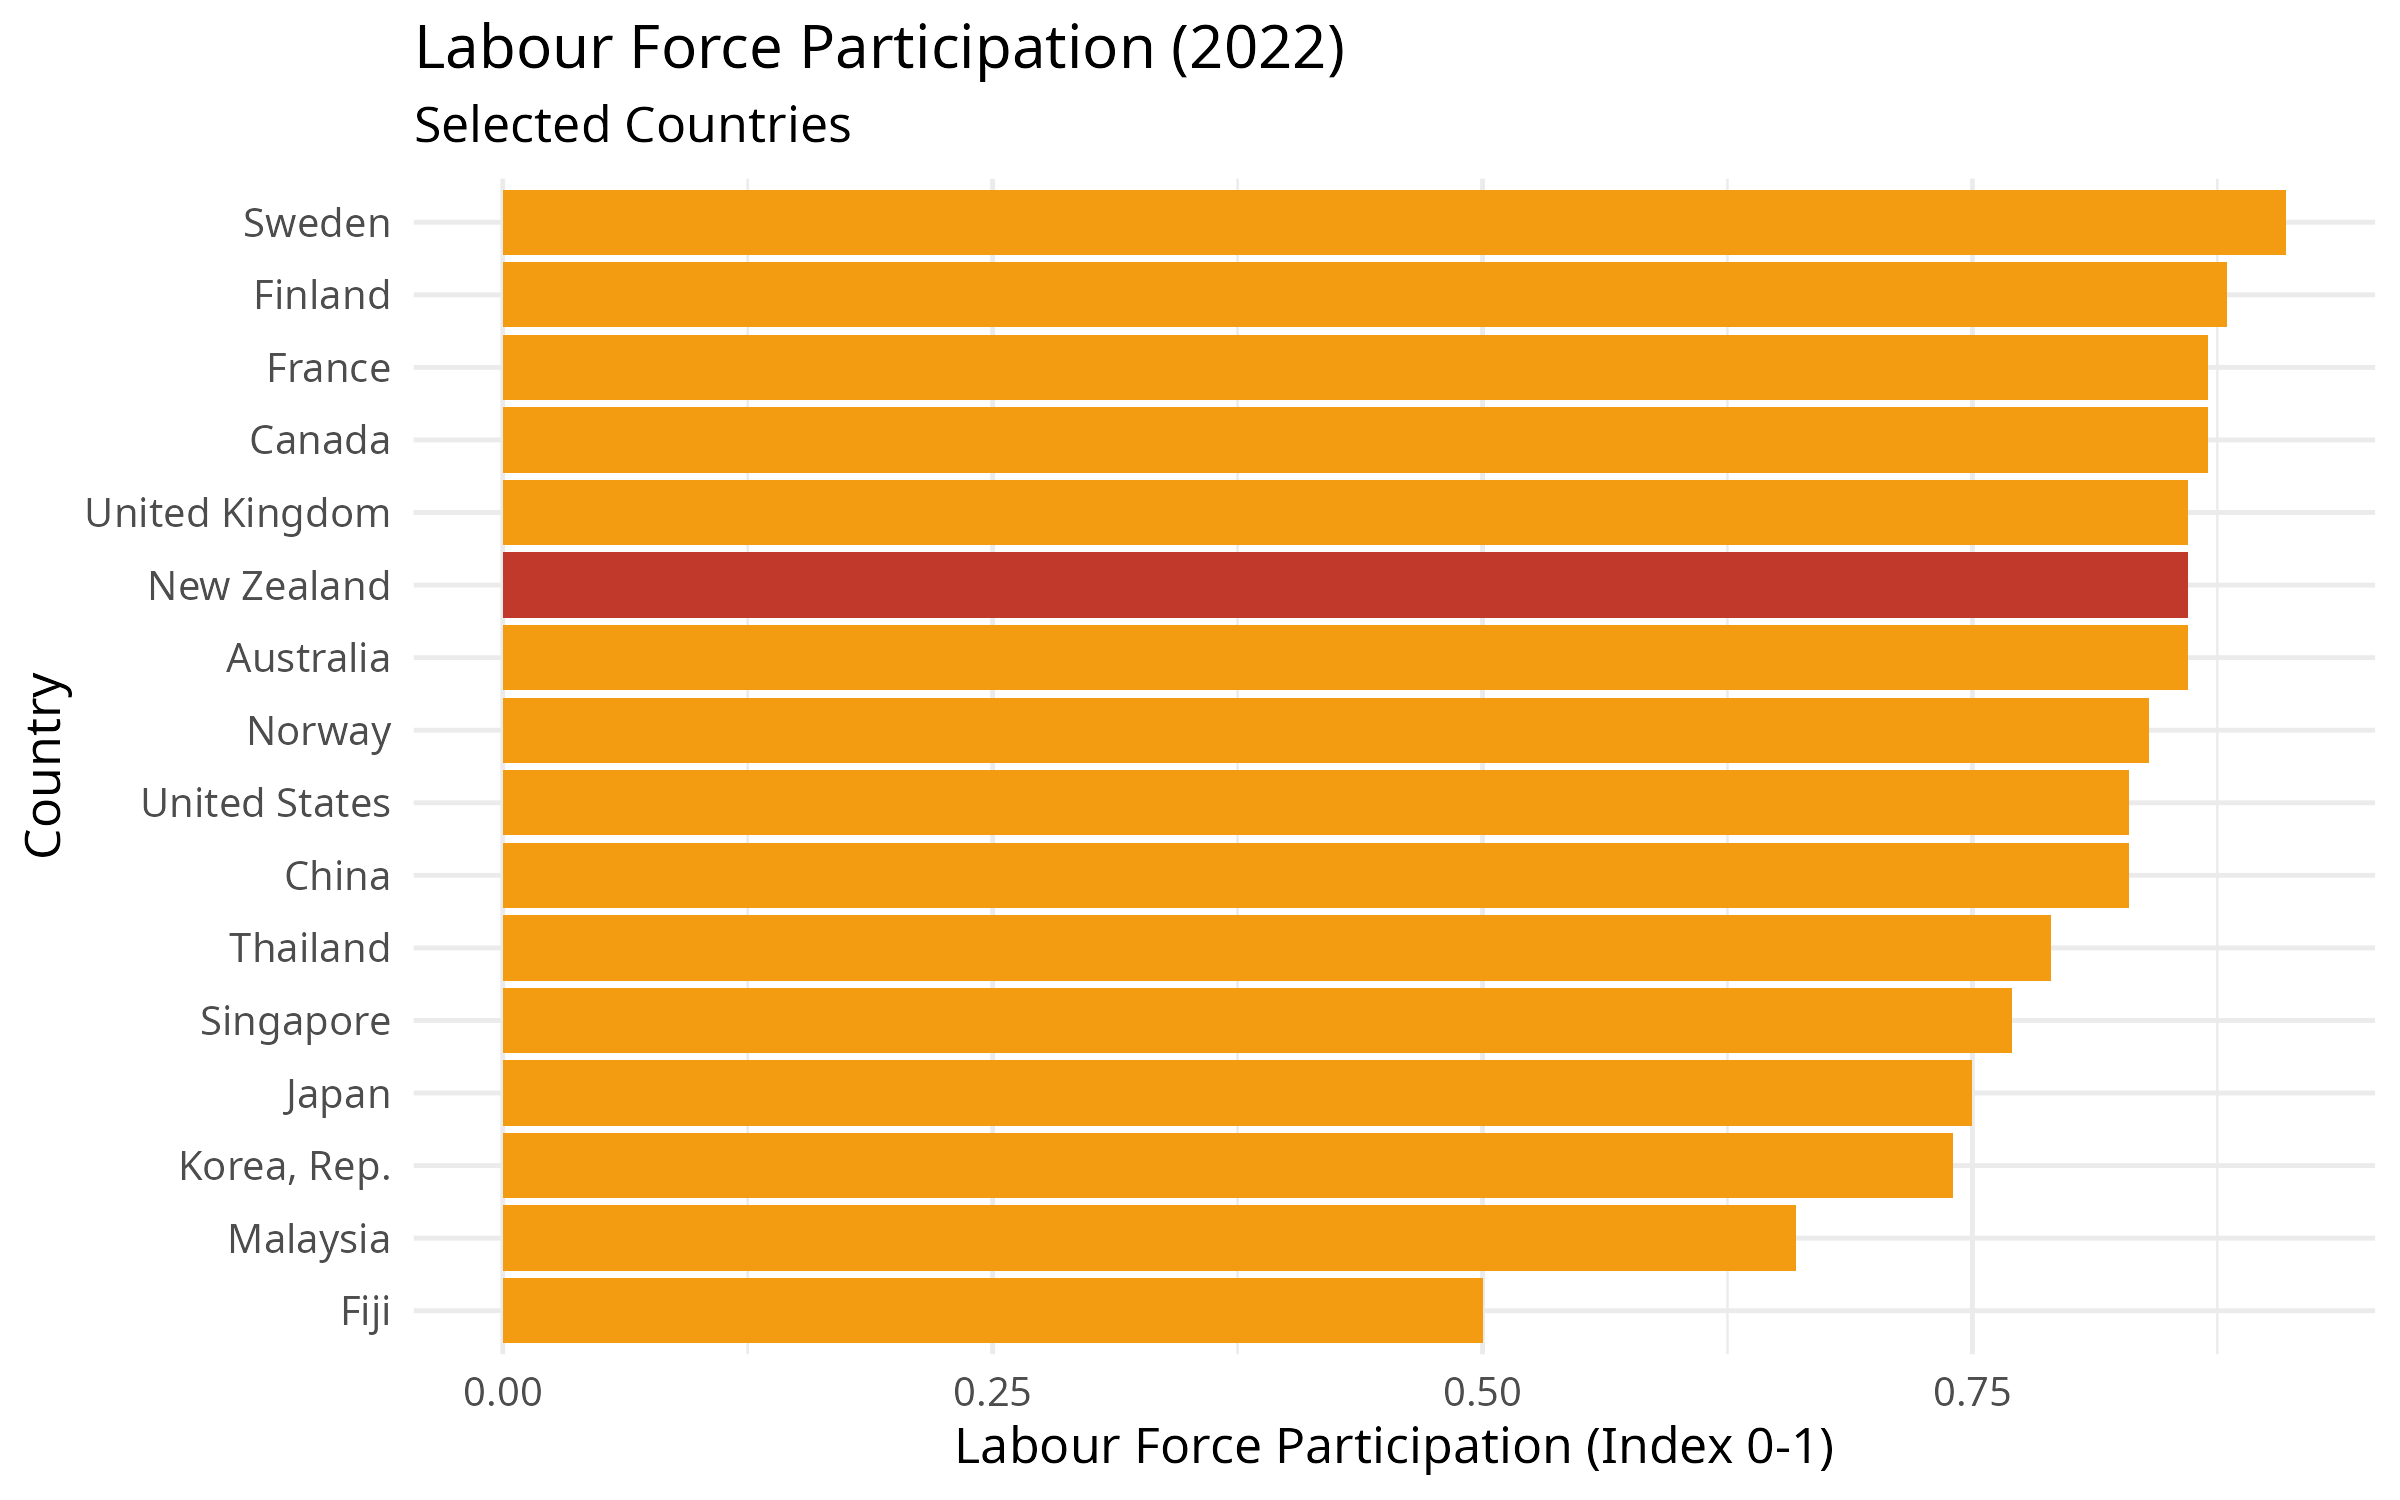 Labour Force Participation (2022)
Selected Countries
Country
Sweden
Finland
France
Canada
United Kingdom
New Zealand
Australia
Norway
United States
China
Thailand
Singapore
Japan
Korea, Rep.
Malaysia
Fiji
0.00 0.25 0.50 0.75
Labour Force Participation (Index 0-1)